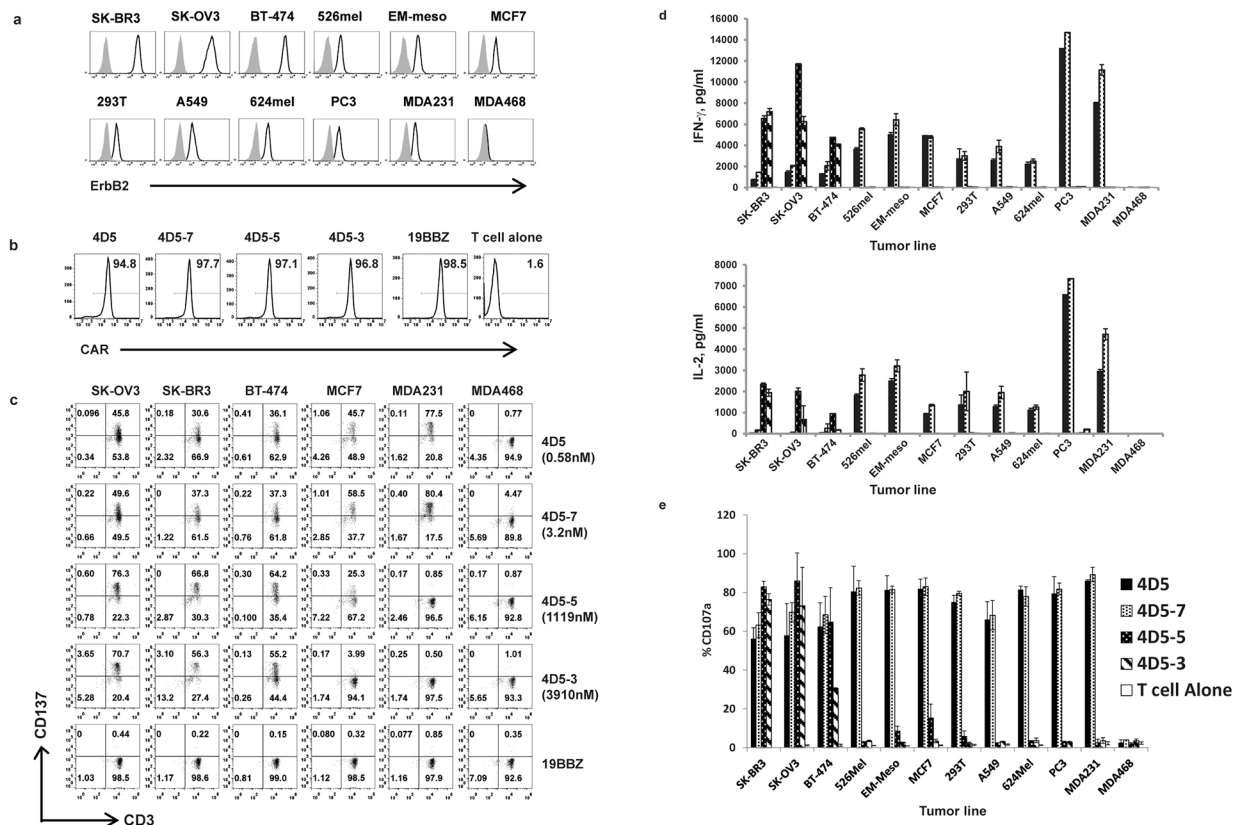 a
SK-BR3 SK-OV3 BT-474 526mel EM-meso MCF7
293T A549 624mel PC3 MDA231 MDA468
ErbB2
b
4D5 4D5-7 4D5-5 4D5-3 19BBZ T cell alone
94.8 97.7 97.1 96.8 98.5 1.6
CAR
c
SK-OV3 SK-BR3 BT-474 MCF7 MDA231 MDA468
0.096 45.8 0.18 30.6 0.41 36.1 1.06 45.7 0.11 77.5 0 0.77
0.34 53.8 2.32 66.9 0.61 62.9 4.26 48.9 1.62 20.8 4.35 94.9
4D5
(0.58nM)
0.22 49.6 0 37.3 0.22 37.3 1.01 58.5 0.40 80.4 0 4.47
0.66 49.5 1.22 61.5 0.76 61.8 2.85 37.7 1.67 17.5 5.69 89.8
4D5-7
(3.2nM)
0.60 76.3 0 66.8 0.30 64.2 0.33 25.3 0.17 0.85 0.17 0.87
0.78 22.3 2.87 30.3 0.100 35.4 7.22 67.2 2.46 96.5 6.15 92.8
4D5-5
(1119nM)
3.65 70.7 3.10 56.3 0.13 55.2 0.17 3.99 0.25 0.50 0 1.01
5.28 20.4 13.2 27.4 0.26 44.4 1.74 94.1 1.74 97.5 5.65 93.3
4D5-3
(3910nM)
0 0.44 0 0.22 0 0.15 0.080 0.32 0.077 0.85 0 0.35
1.03 98.5 1.17 98.6 0.81 99.0 1.12 98.5 1.16 97.9 7.09 92.6
19BBZ
CD137
CD3
d
IFN-γ, pg/ml
16000
14000
12000
10000
8000
6000
4000
2000
0
SK-BR3 SK-OV3 BT-474 526mel EM-meso MCF7 293T A549 624mel PC3 MDA231 MDA468
Tumor line
IL-2, pg/ml
8000
7000
6000
5000
4000
3000
2000
1000
0
SK-BR3 SK-OV3 BT-474 526mel EM-meso MCF7 293T A549 624mel PC3 MDA231 MDA468
Tumor line
e
% CD107a
120
100
80
60
40
20
0
SK-BR3 SK-OV3 BT-474 526Mel EM-Meso MCF7 293T A549 624Mel PC3 MDA231 MDA468
Tumor line
4D5
4D5-7
4D5-5
4D5-3
T cell Alone